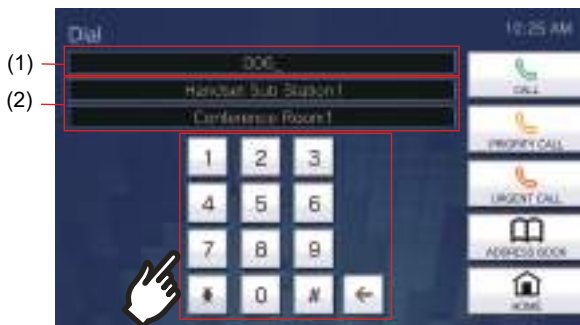 Dial
10:25 AM
(1)
006_
(2)
Handset Sub Station1
Conference Room1
CALL
PRIORITY CALL
URGENT CALL
ADDRESS BOOK
HOME
1 2 3
4 5 6
7 8 9
* 0 # ←